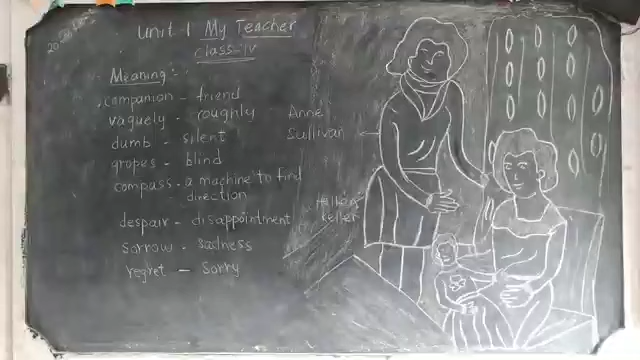 Unit 1 My Teacher
Class-IV
Meaning:-
companion - friend
vaguely - roughly
dumb - silent
gropes - blind
compass - a machine to find
direction
despair - disappointment
sorrow - sadness
regret - sorry
Anne
Sullivan
Keller